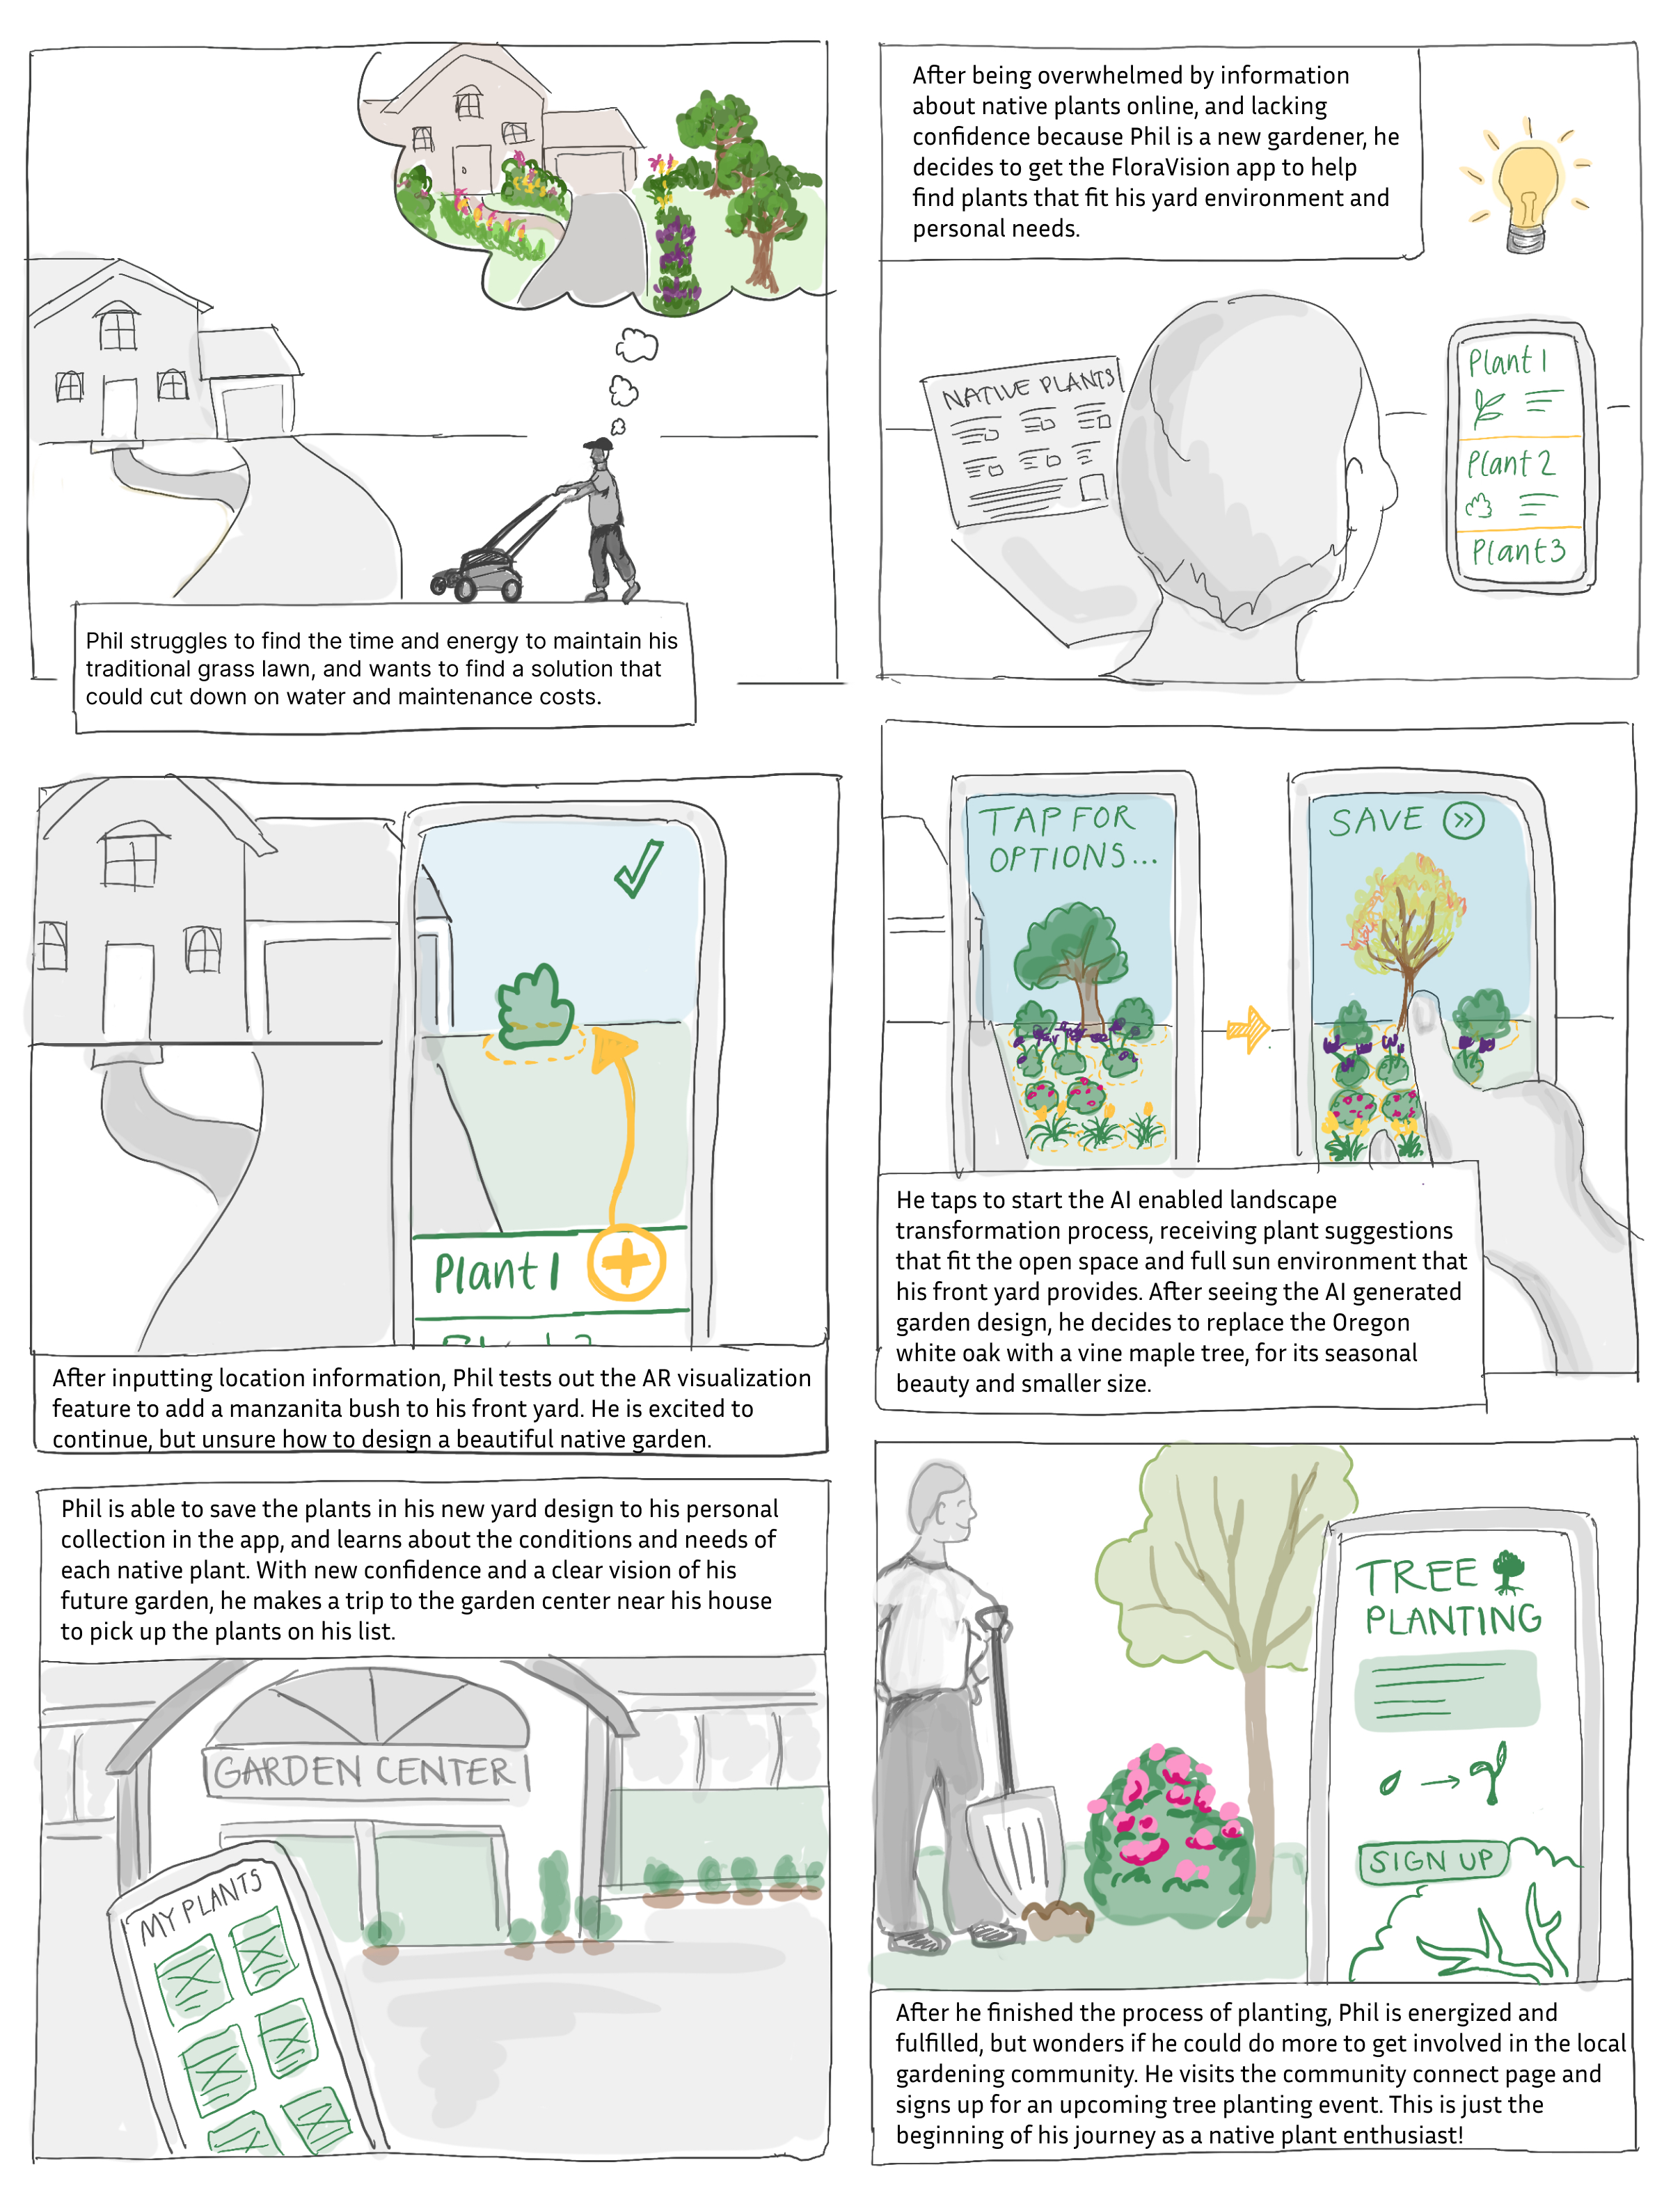 Phil struggles to find the time and energy to maintain his
traditional grass lawn, and wants to find a solution that
could cut down on water and maintenance costs.
After being overwhelmed by information
about native plants online, and lacking
confidence because Phil is a new gardener, he
decides to get the FloraVision app to help
find plants that fit his yard environment and
personal needs.
NATIVE PLANTS
Plant 1
Plant 2
Plant 3
Plant 1
After inputting location information, Phil tests out the AR visualization
feature to add a manzanita bush to his front yard. He is excited to
continue, but unsure how to design a beautiful native garden.
TAP FOR
OPTIONS...
SAVE
He taps to start the AI enabled landscape
transformation process, receiving plant suggestions
that fit the open space and full sun environment that
his front yard provides. After seeing the AI generated
garden design, he decides to replace the Oregon
white oak with a vine maple tree, for its seasonal
beauty and smaller size.
Phil is able to save the plants in his new yard design to his personal
collection in the app, and learns about the conditions and needs of
each native plant. With new confidence and a clear vision of his
future garden, he makes a trip to the garden center near his house
to pick up the plants on his list.
GARDEN CENTER
MY PLANTS
TREE
PLANTING
SIGN UP
After he finished the process of planting, Phil is energized and
fulfilled, but wonders if he could do more to get involved in the local
gardening community. He visits the community connect page and
signs up for an upcoming tree planting event. This is just the
beginning of his journey as a native plant enthusiast!